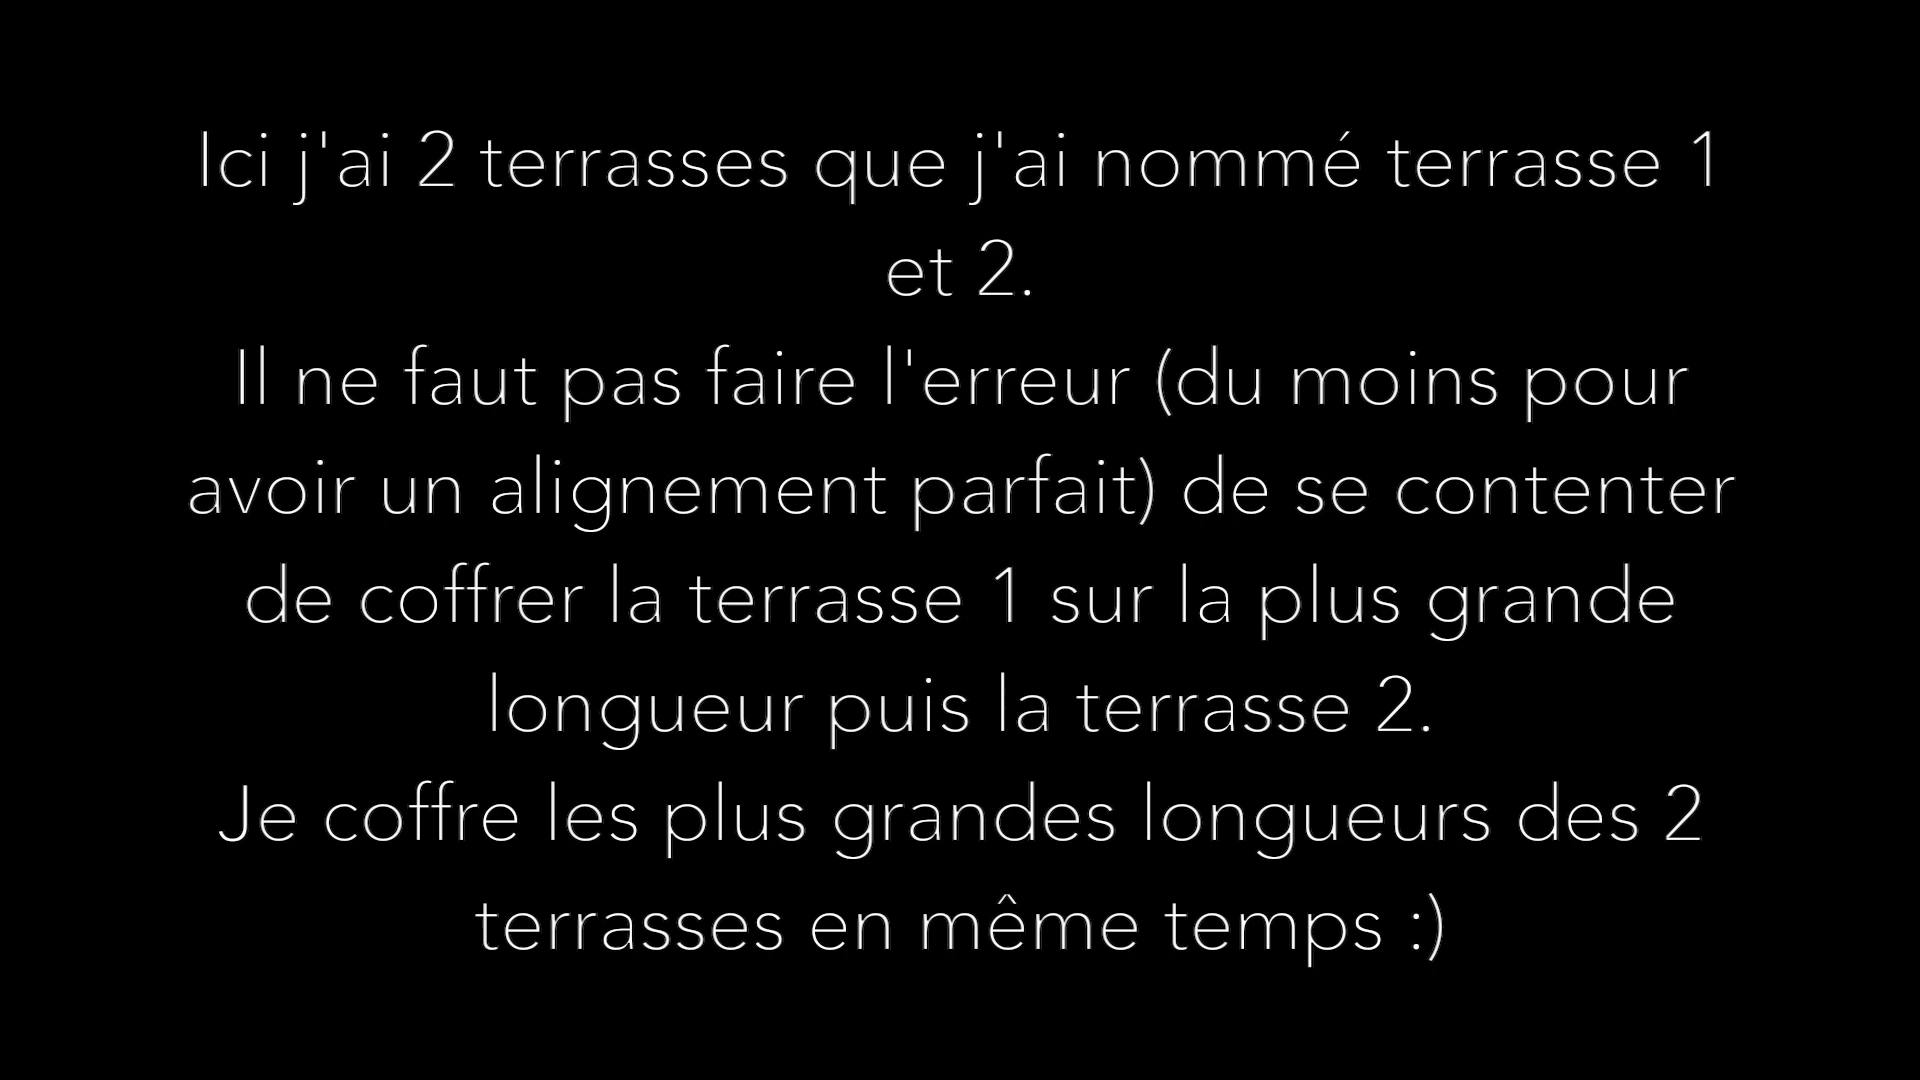 Ici j'ai 2 terrasses que j'ai nommé terrasse 1
et 2.
Il ne faut pas faire l'erreur (du moins pour
avoir un alignement parfait) de se contenter
de coffrer la terrasse 1 sur la plus grande
longueur puis la terrasse 2.
Je coffre les plus grandes longueurs des 2
terrasses en même temps :)